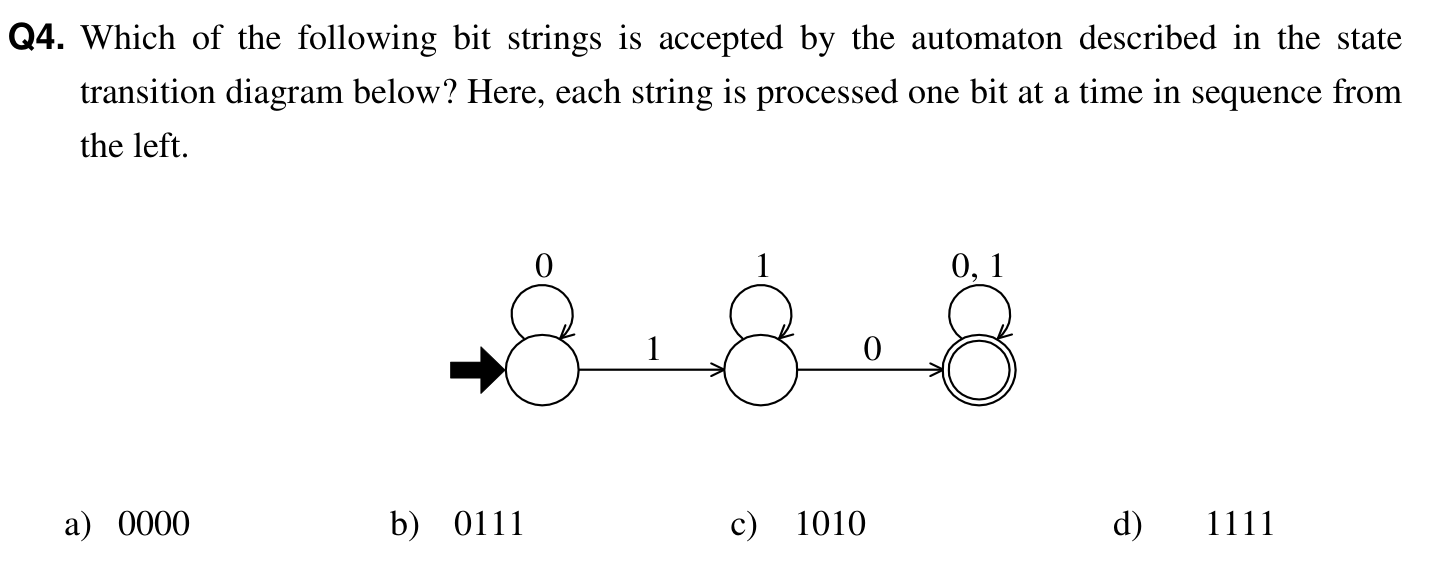 Q4. Which of the following bit strings is accepted by the automaton described in the state
transition diagram below? Here, each string is processed one bit at a time in sequence from
the left.
0 1 0, 1
1 0
a) 0000 b) 0111 c) 1010 d) 1111